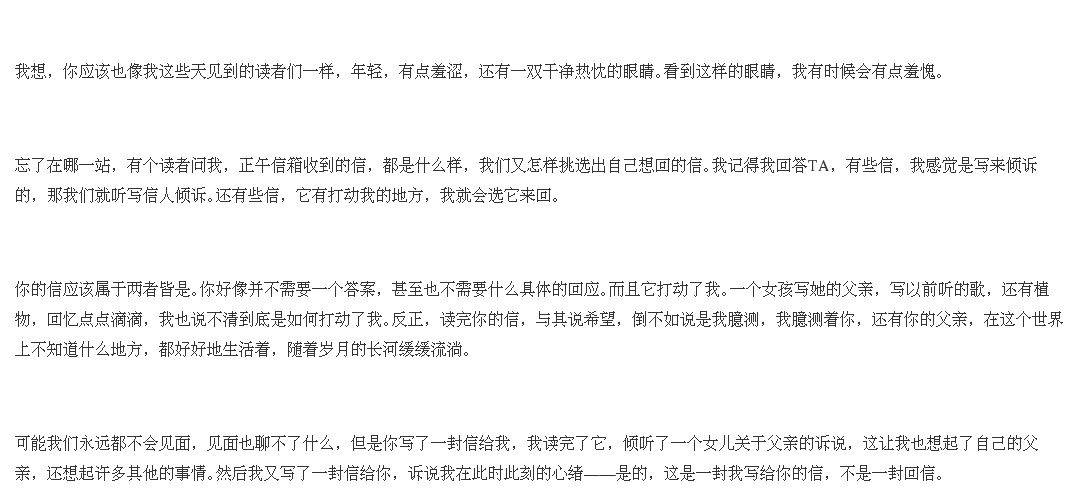 我想，你应该也像我这些天见到的读者们一样，年轻，有点羞涩，还有一双干净热忱的眼睛。看到这样的眼睛，我有时候会有点羞愧。
忘了在哪一站，有个读者问我，正午信箱收到的信，都是什么样，我们又怎样挑选出自己想回的信。我记得我回答TA，有些信，我感觉是写来倾诉
的，那我们就听写信人倾诉。还有些信，它有打动我的地方，我就会选它来回。
你的信应该属于两者皆是。你好像并不需要一个答案，甚至也不需要什么具体的回应。而且它打动了我。一个女孩写她的父亲，写以前听的歌，还有植
物，回忆点点滴滴，我也说不清到底是如何打动了我。反正，读完你的信，与其说希望，倒不如说是我臆测，我臆测着你，还有你的父亲，在这个世界
上不知道什么地方，都好好地生活着，随着岁月的长河缓缓流淌。
可能我们永远都不会见面，见面也聊不了什么，但是你写了一封信给我，我读完了它，倾听了一个女儿关于父亲的诉说，这让我也想起了自己的父
亲，还想起许多其他的事情。然后我又写了一封信给你，诉说我在此时此刻的心绪——是的，这是一封我写给你的信，不是一封回信。